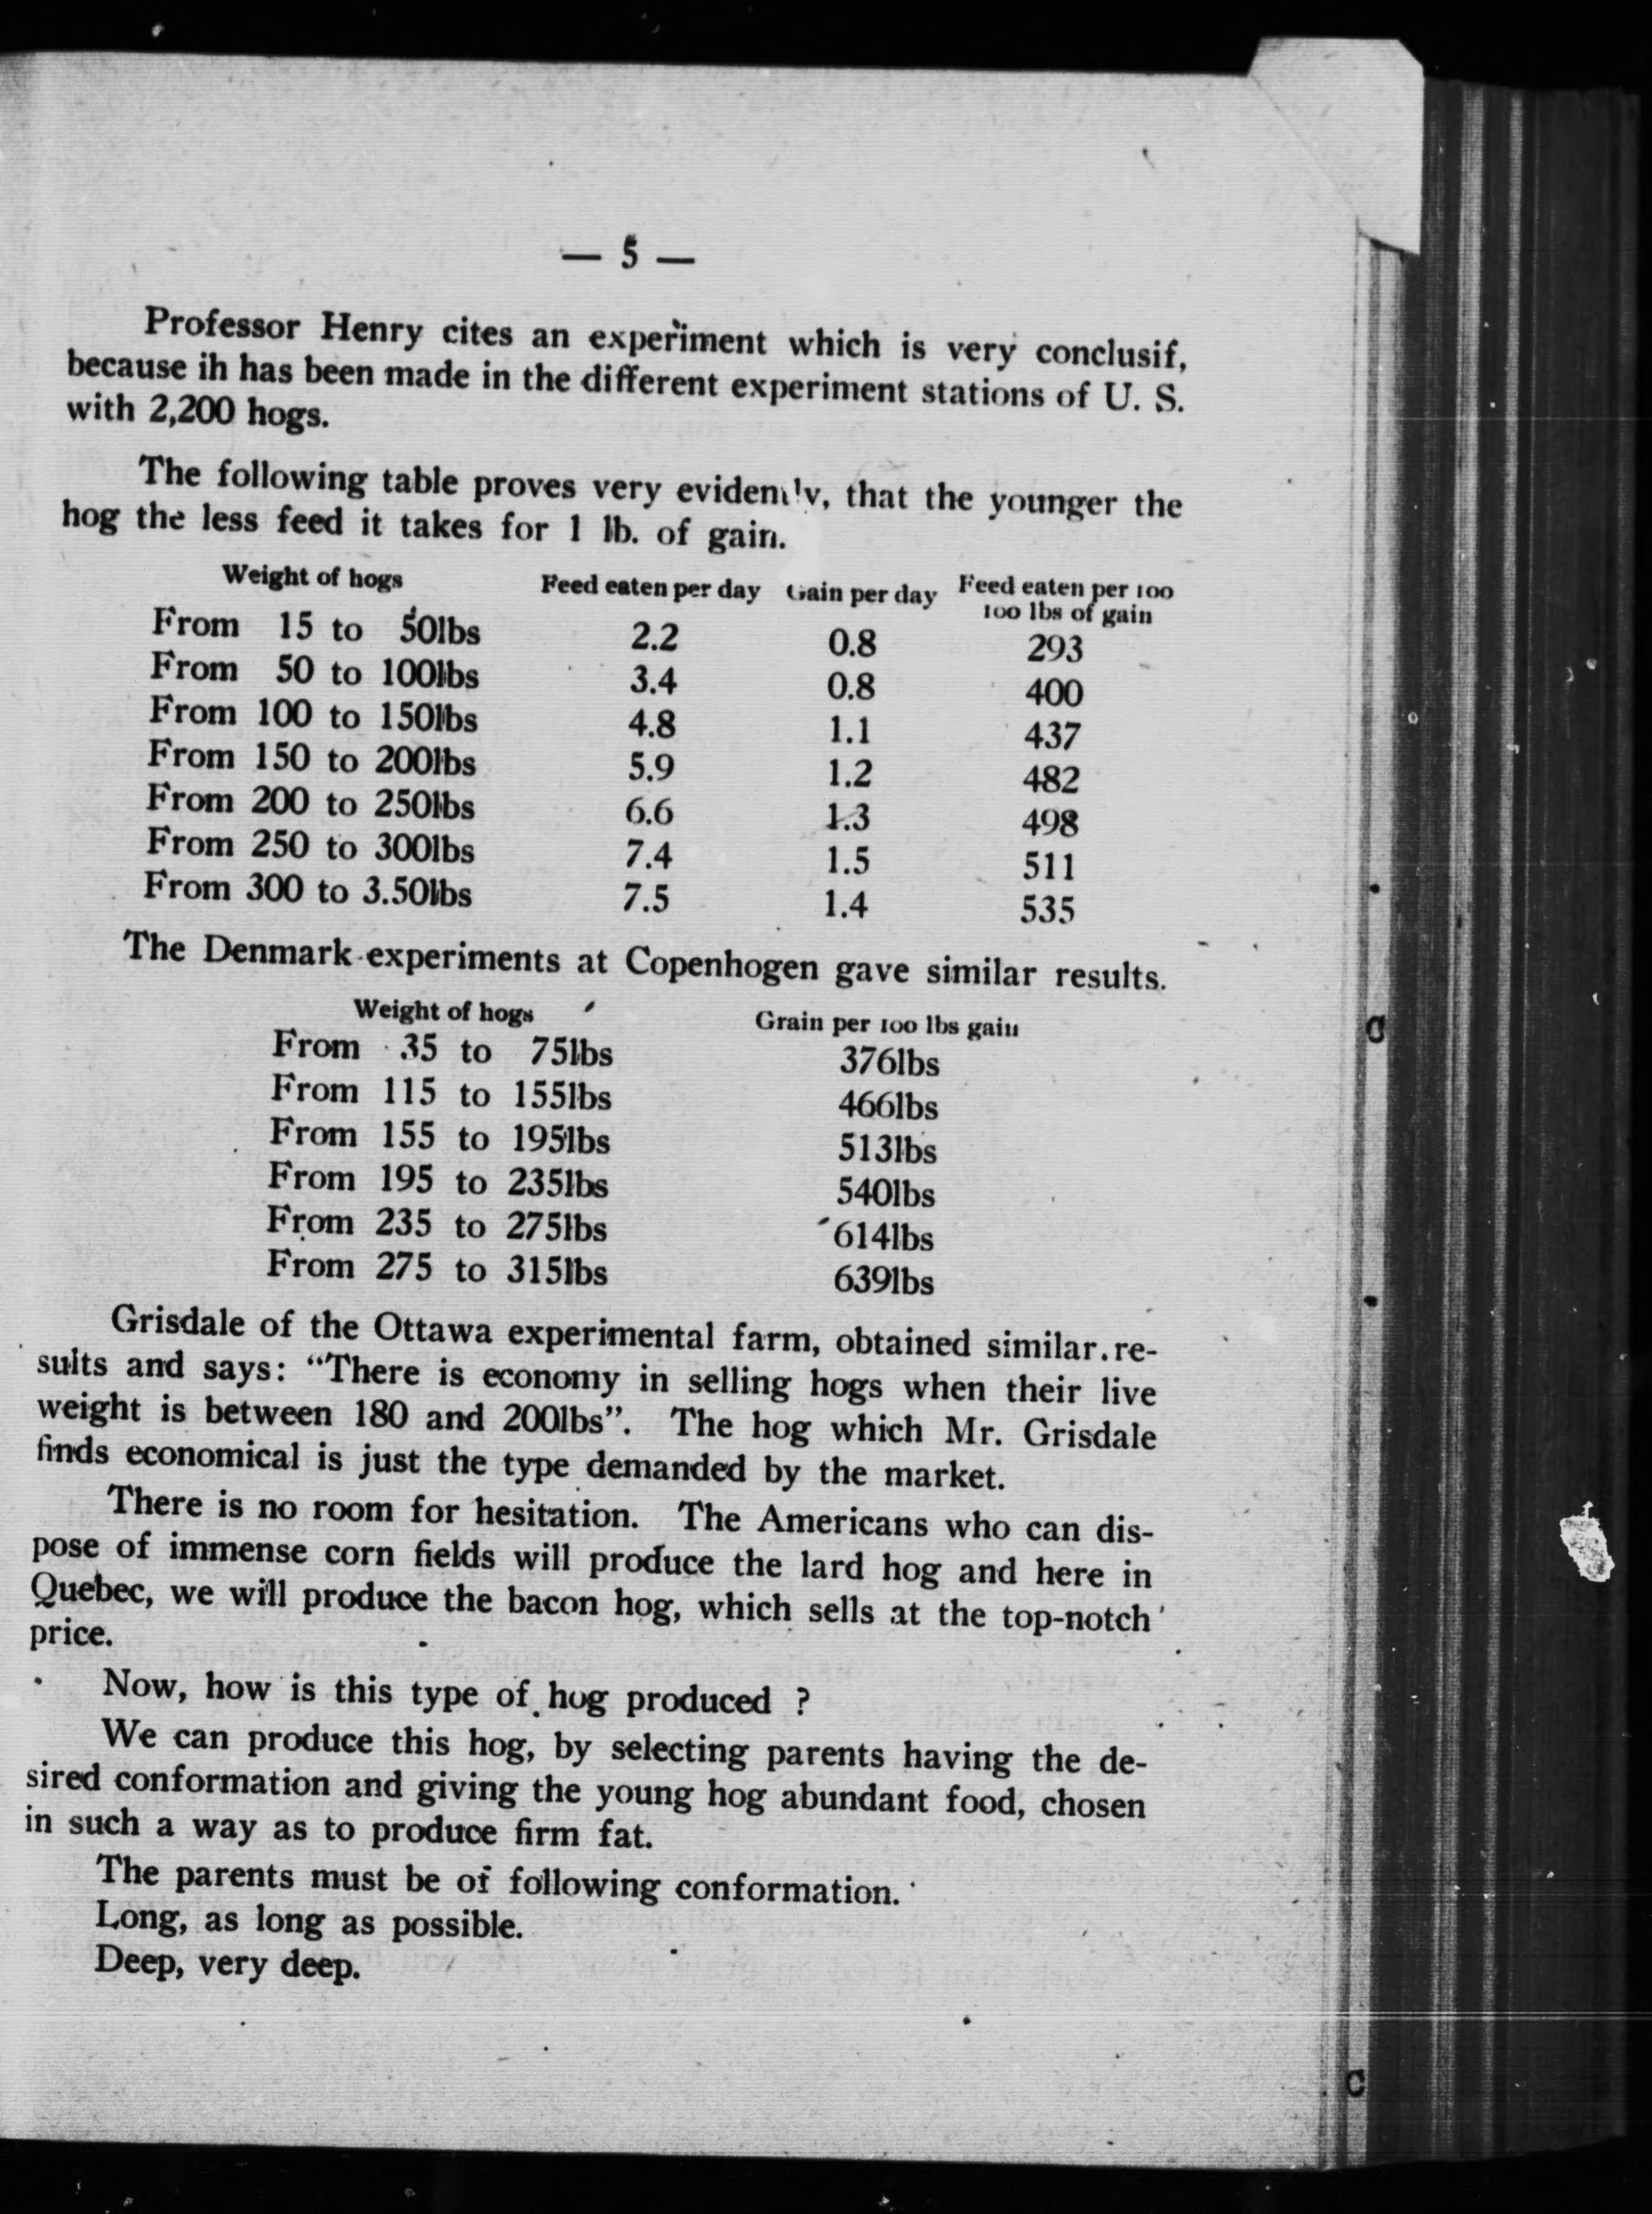 — 5 —
Professor Henry cites an experiment which is very conclusif,
because ih has been made in the different experiment stations of U. S.
with 2,200 hogs.
The following table proves very evidently, that the younger the
hog the less feed it takes for 1 lb. of gain.
Weight of hogs Feed eaten per day Gain per day Feed eaten per 100
100 lbs of gain
From 15 to 50lbs 2.2 0.8 293
From 50 to 100lbs 3.4 0.8 400
From 100 to 150lbs 4.8 1.1 437
From 150 to 200lbs 5.9 1.2 482
From 200 to 250lbs 6.6 1.3 498
From 250 to 300lbs 7.4 1.5 511
From 300 to 3.50lbs 7.5 1.4 535
The Denmark experiments at Copenhogen gave similar results.
Weight of hogs Grain per 100 lbs gain
From 35 to 75lbs 376lbs
From 115 to 155lbs 466lbs
From 155 to 195lbs 513lbs
From 195 to 235lbs 540lbs
From 235 to 275lbs 614lbs
From 275 to 315lbs 639lbs
Grisdale of the Ottawa experimental farm, obtained similar re-
sults and says: “There is economy in selling hogs when their live
weight is between 180 and 200lbs”. The hog which Mr. Grisdale
finds economical is just the type demanded by the market.
There is no room for hesitation. The Americans who can dis-
pose of immense corn fields will produce the lard hog and here in
Quebec, we will produce the bacon hog, which sells at the top-notch
price.
Now, how is this type of hog produced ?
We can produce this hog, by selecting parents having the de-
sired conformation and giving the young hog abundant food, chosen
in such a way as to produce firm fat.
The parents must be of following conformation.
Long, as long as possible.
Deep, very deep.